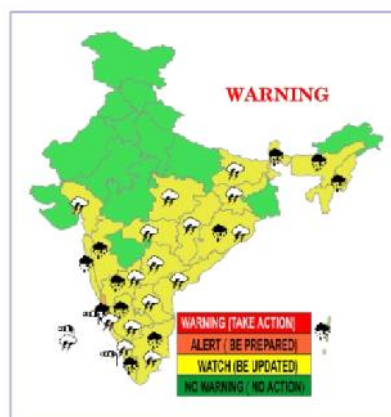 WARNING
WARNING (TAKE ACTION)
ALERT ( BE PREPARED)
WATCH (BE UPDATED)
NO WARNING ( NO ACTION)